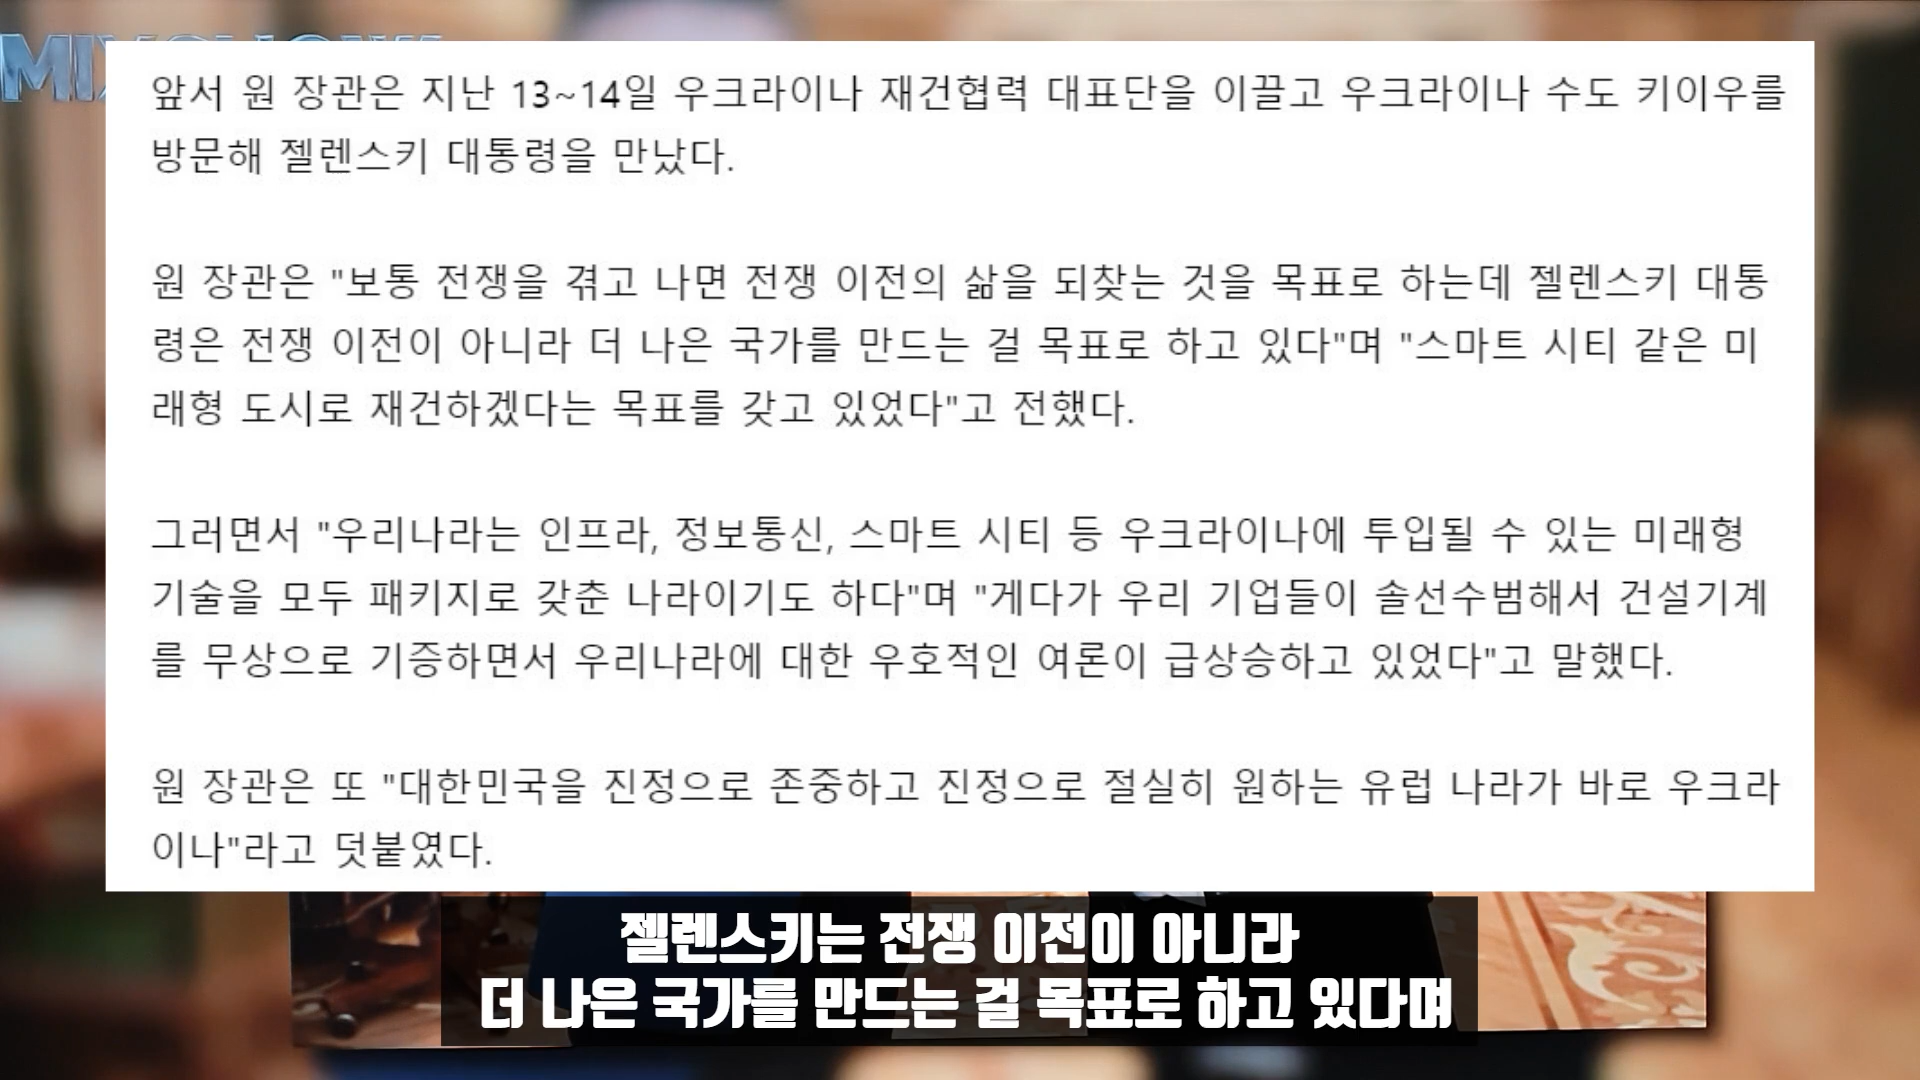 앞서 원 장관은 지난 13~14일 우크라이나 재건협력 대표단을 이끌고 우크라이나 수도 키이우를
방문해 젤렌스키 대통령을 만났다.
원 장관은 "보통 전쟁을 겪고 나면 전쟁 이전의 삶을 되찾는 것을 목표로 하는데 젤렌스키 대통
령은 전쟁 이전이 아니라 더 나은 국가를 만드는 걸 목표로 하고 있다"며 "스마트 시티 같은 미
래형 도시로 재건하겠다는 목표를 갖고 있었다"고 전했다.
그러면서 "우리나라는 인프라, 정보통신, 스마트 시티 등 우크라이나에 투입될 수 있는 미래형
기술을 모두 패키지로 갖춘 나라이기도 하다"며 "게다가 우리 기업들이 솔선수범해서 건설기계
를 무상으로 기증하면서 우리나라에 대한 우호적인 여론이 급상승하고 있었다"고 말했다.
원 장관은 또 "대한민국을 진정으로 존중하고 진정으로 절실히 원하는 유럽 나라가 바로 우크라
이나"라고 덧붙였다.
젤렌스키는 전쟁 이전이 아니라
더 나은 국가를 만드는 걸 목표로 하고 있다며